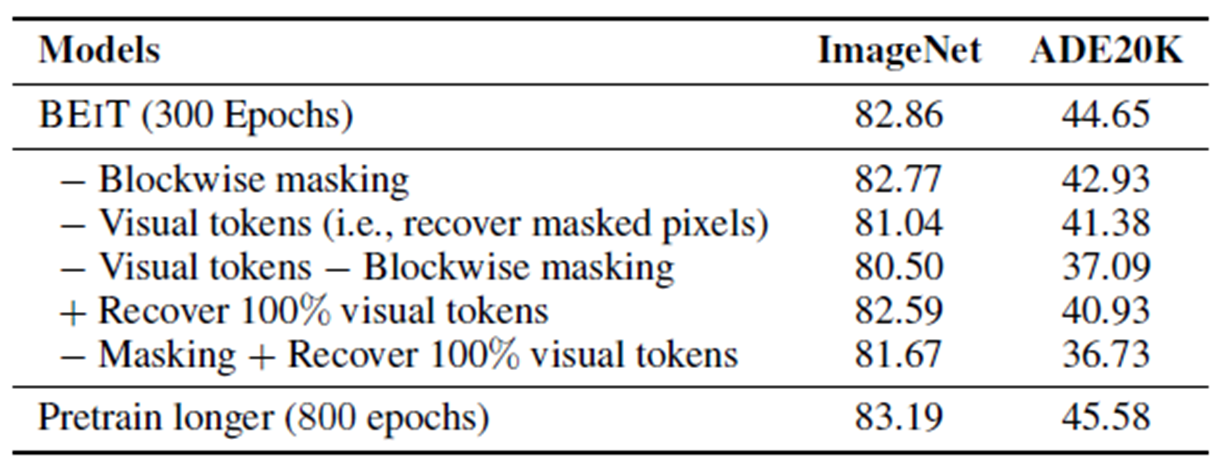 Models ImageNet ADE20K
BEIT (300 Epochs) 82.86 44.65
− Blockwise masking 82.77 42.93
− Visual tokens (i.e., recover masked pixels) 81.04 41.38
− Visual tokens − Blockwise masking 80.50 37.09
+ Recover 100% visual tokens 82.59 40.93
− Masking + Recover 100% visual tokens 81.67 36.73
Pretrain longer (800 epochs) 83.19 45.58